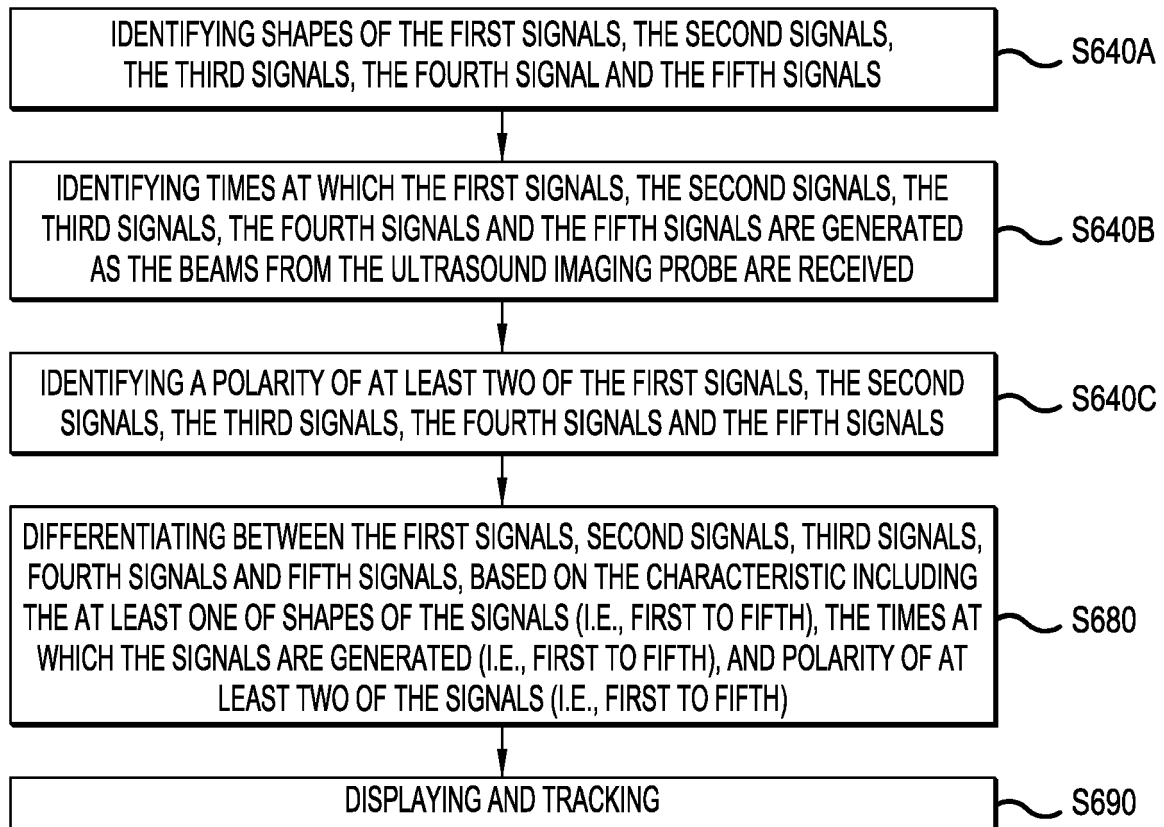 IDENTIFYING SHAPES OF THE FIRST SIGNALS, THE SECOND SIGNALS,
THE THIRD SIGNALS, THE FOURTH SIGNAL AND THE FIFTH SIGNALS
S640A
IDENTIFYING TIMES AT WHICH THE FIRST SIGNALS, THE SECOND SIGNALS, THE
THIRD SIGNALS, THE FOURTH SIGNALS AND THE FIFTH SIGNALS ARE GENERATED
AS THE BEAMS FROM THE ULTRASOUND IMAGING PROBE ARE RECEIVED
S640B
IDENTIFYING A POLARITY OF AT LEAST TWO OF THE FIRST SIGNALS, THE SECOND
SIGNALS, THE THIRD SIGNALS, THE FOURTH SIGNALS AND THE FIFTH SIGNALS
S640C
DIFFERENTIATING BETWEEN THE FIRST SIGNALS, SECOND SIGNALS, THIRD SIGNALS,
FOURTH SIGNALS AND FIFTH SIGNALS, BASED ON THE CHARACTERISTIC INCLUDING
THE AT LEAST ONE OF SHAPES OF THE SIGNALS (I.E., FIRST TO FIFTH), THE TIMES AT
WHICH THE SIGNALS ARE GENERATED (I.E., FIRST TO FIFTH), AND POLARITY OF AT
LEAST TWO OF THE SIGNALS (I.E., FIRST TO FIFTH)
S680
DISPLAYING AND TRACKING
S690